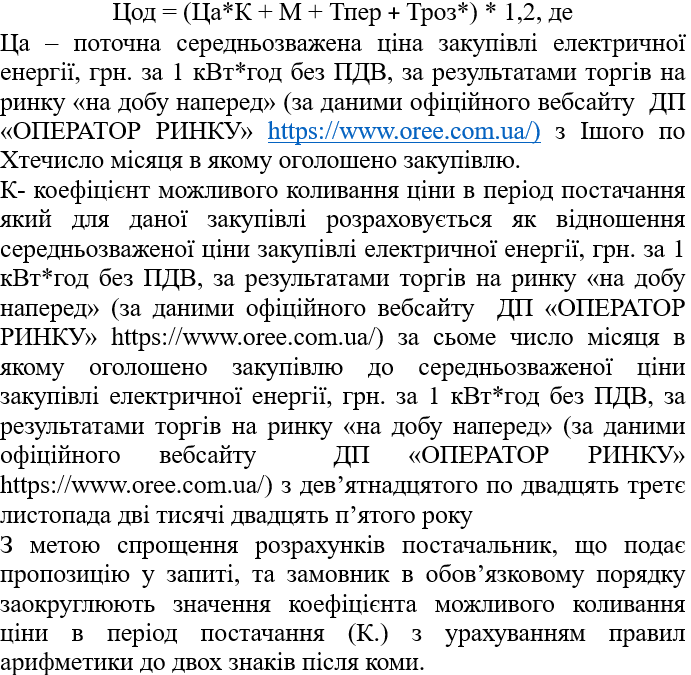 Цод = (Ца*К + М + Тпер + Троз*) * 1,2, де
Ца – поточна середньозважена ціна закупівлі електричної
енергії, грн. за 1 кВт*год без ПДВ, за результатами торгів на
ринку «на добу наперед» (за даними офіційного вебсайту ДП
«ОПЕРАТОР РИНКУ» https://www.oree.com.ua/) з Ішого по
Хтечисло місяця в якому оголошено закупівлю.
К- коефіцієнт можливого коливання ціни в період постачання
який для даної закупівлі розраховується як відношення
середньозваженої ціни закупівлі електричної енергії, грн. за 1
кВт*год без ПДВ, за результатами торгів на ринку «на добу
наперед» (за даними офіційного вебсайту ДП «ОПЕРАТОР
РИНКУ» https://www.oree.com.ua/) за сьоме число місяця в
якому оголошено закупівлю до середньозваженої ціни
закупівлі електричної енергії, грн. за 1 кВт*год без ПДВ, за
результатами торгів на ринку «на добу наперед» (за даними
офіційного вебсайту ДП «ОПЕРАТОР РИНКУ»
https://www.oree.com.ua/) з дев’ятнадцятого по двадцять третє
листопада дві тисячі двадцять п’ятого року
З метою спрощення розрахунків постачальник, що подає
пропозицію у запиті, та замовник в обов’язковому порядку
заокруглюють значення коефіцієнта можливого коливання
ціни в період постачання (К.) з урахуванням правил
арифметики до двох знаків після коми.